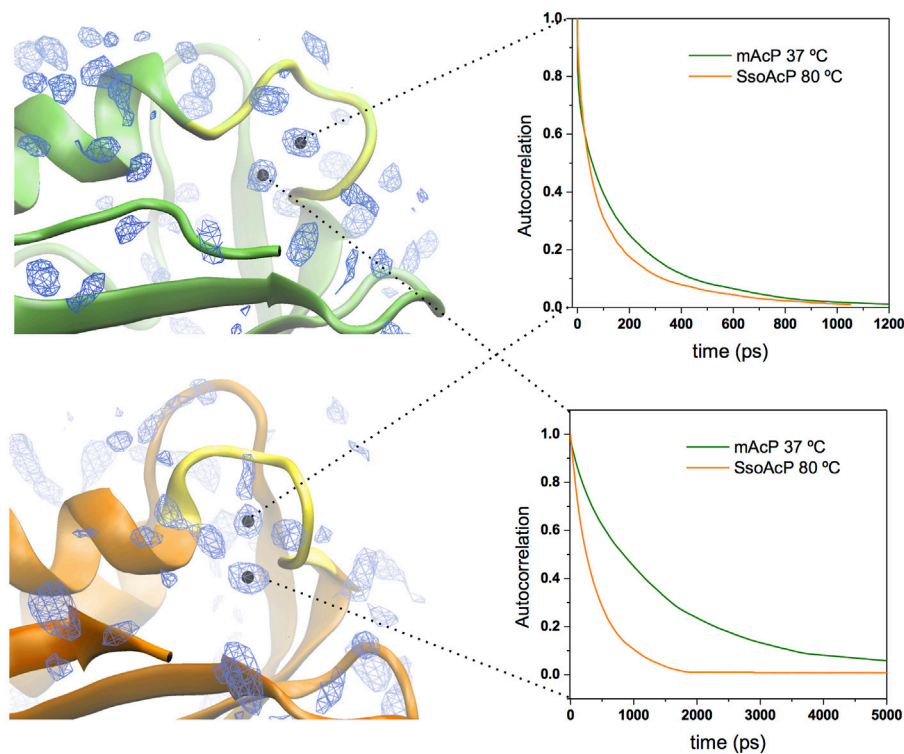 1.0
0.8
0.6
0.4
0.2
0.0
Autocorrelation
mAcP 37 ºC
SsoAcP 80 ºC
0 200 400 600 800 1000 1200
time (ps)
1.0
0.8
0.6
0.4
0.2
0.0
Autocorrelation
mAcP 37 ºC
SsoAcP 80 ºC
0 1000 2000 3000 4000 5000
time (ps)